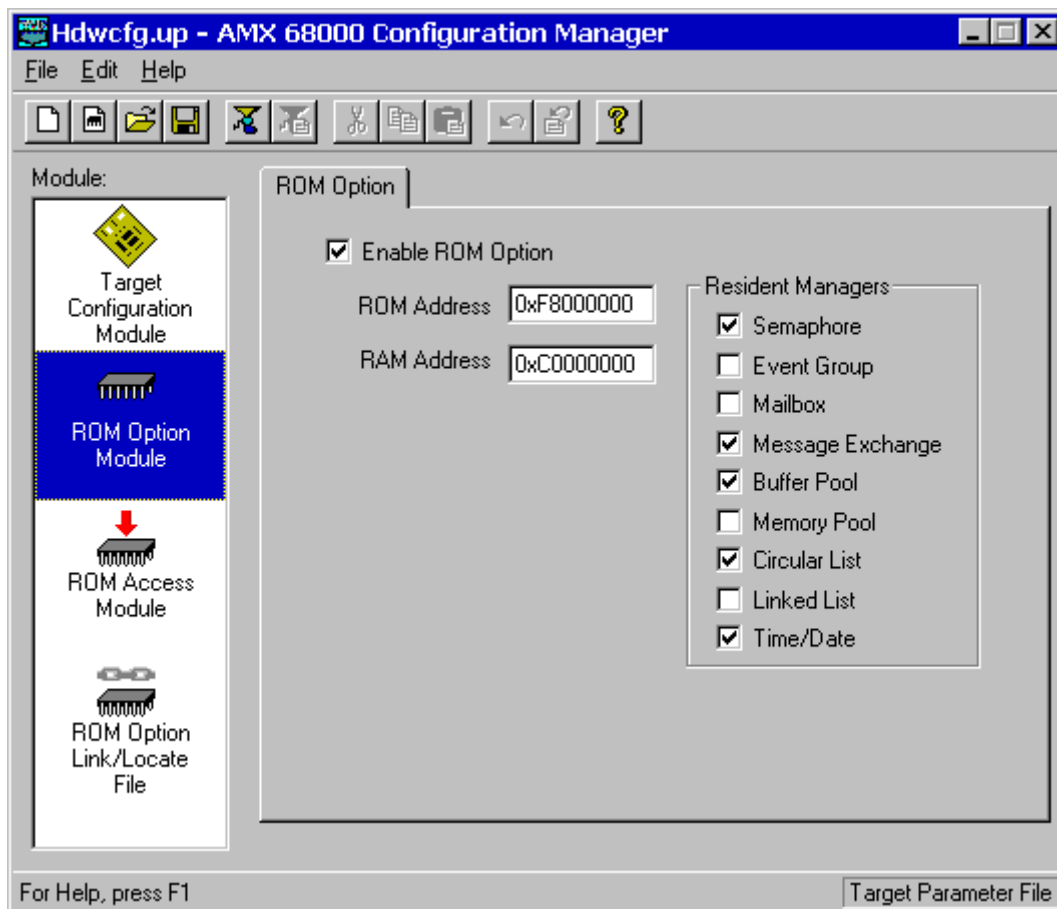 Hdwcfg.up - AMX 68000 Configuration Manager
File Edit Help
Module:
Target
Configuration
Module
ROM Option
Module
ROM Access
Module
ROM Option
Link/Locate
File
ROM Option
Enable ROM Option
ROM Address 0xF8000000
RAM Address 0xC0000000
Resident Managers
Semaphore
Event Group
Mailbox
Message Exchange
Buffer Pool
Memory Pool
Circular List
Linked List
Time/Date
For Help, press F1
Target Parameter File